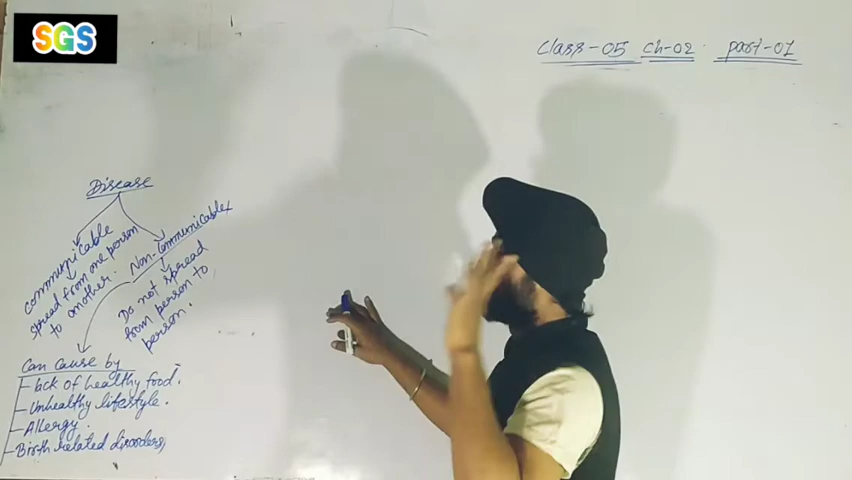 SGS
Class-05 Ch-02 part-01
Disease
Communicable
spread from one person
to another.
Non-Communicable
Do not spread
from person to
person.
Can cause by
- lack of healthy food.
- Unhealthy lifestyle.
- Allergy.
- Birth related disorders